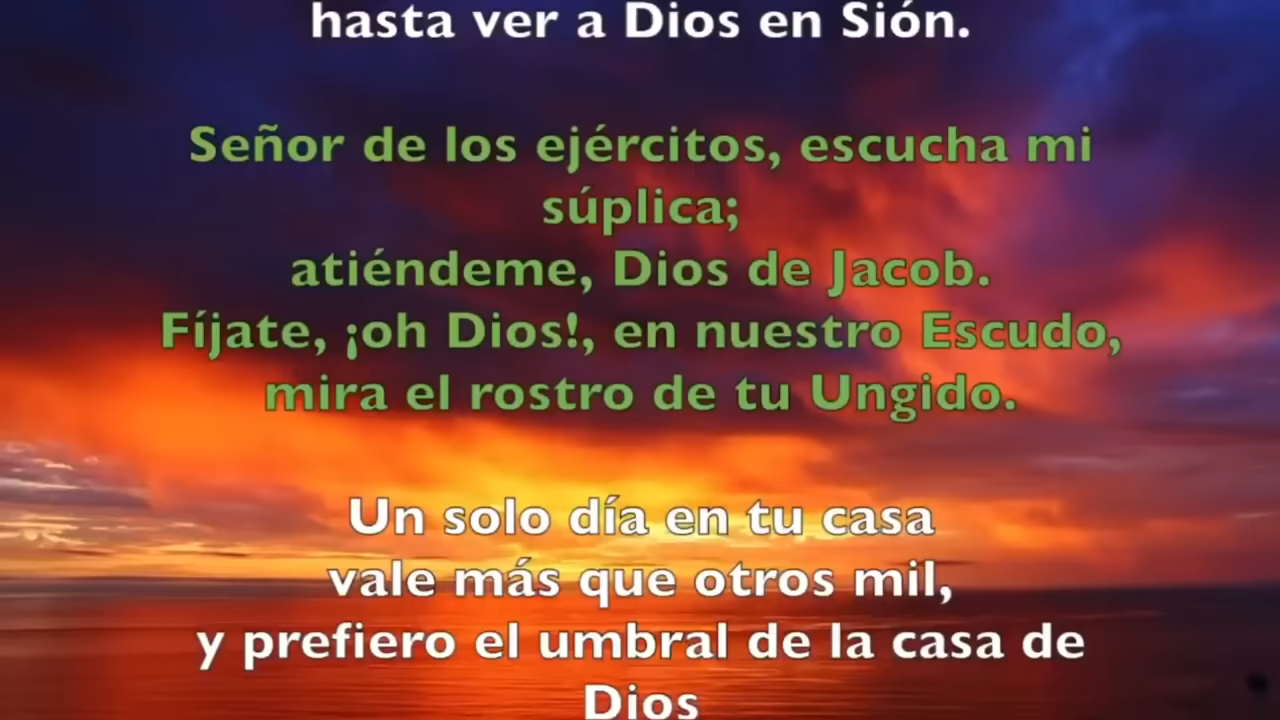 hasta ver a Dios en Sión.
Señor de los ejércitos, escucha mi
súplica;
atiéndeme, Dios de Jacob.
Fíjate, ¡oh Dios!, en nuestro Escudo,
mira el rostro de tu Ungido.
Un solo día en tu casa
vale más que otros mil,
y prefiero el umbral de la casa de
Dios